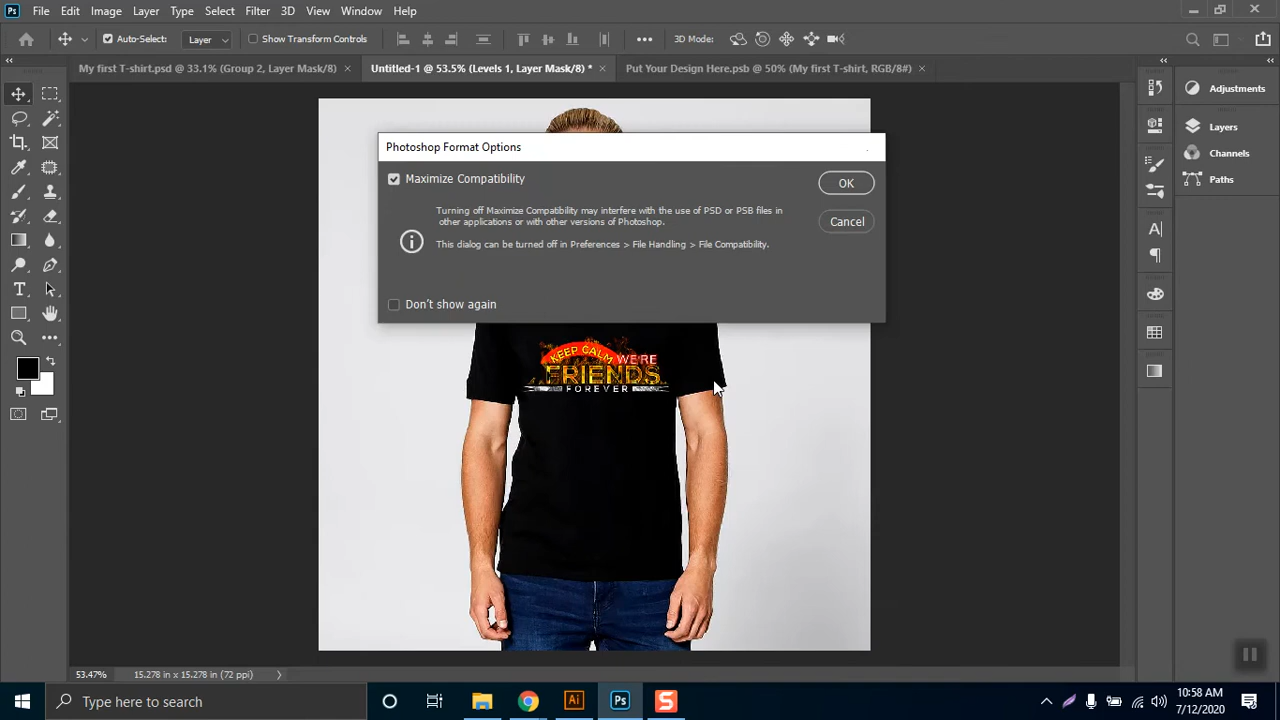 Ps File Edit Image Layer Type Select Filter 3D View Window Help
Auto-Select: Layer Show Transform Controls 3D Mode:
My first T-shirt.psd @ 33.1% (Group 2, Layer Mask/8) × Untitled-1 @ 53.5% (Levels 1, Layer Mask/8) * × Put Your Design Here.psb @ 50% (My first T-shirt, RGB/8#) ×
Photoshop Format Options
Maximize Compatibility
OK
Turning off Maximize Compatibility may interfere with the use of PSD or PSB files in
other applications or with other versions of Photoshop.
Cancel
This dialog can be turned off in Preferences > File Handling > File Compatibility.
Don't show again
Adjustments
Layers
Channels
Paths
KEEP CALM WE'RE
FRIENDS
FOREVER
53.47% 15.278 in x 15.278 in (72 ppi)
Type here to search
Ai Ps S
10:58 AM
7/12/2020